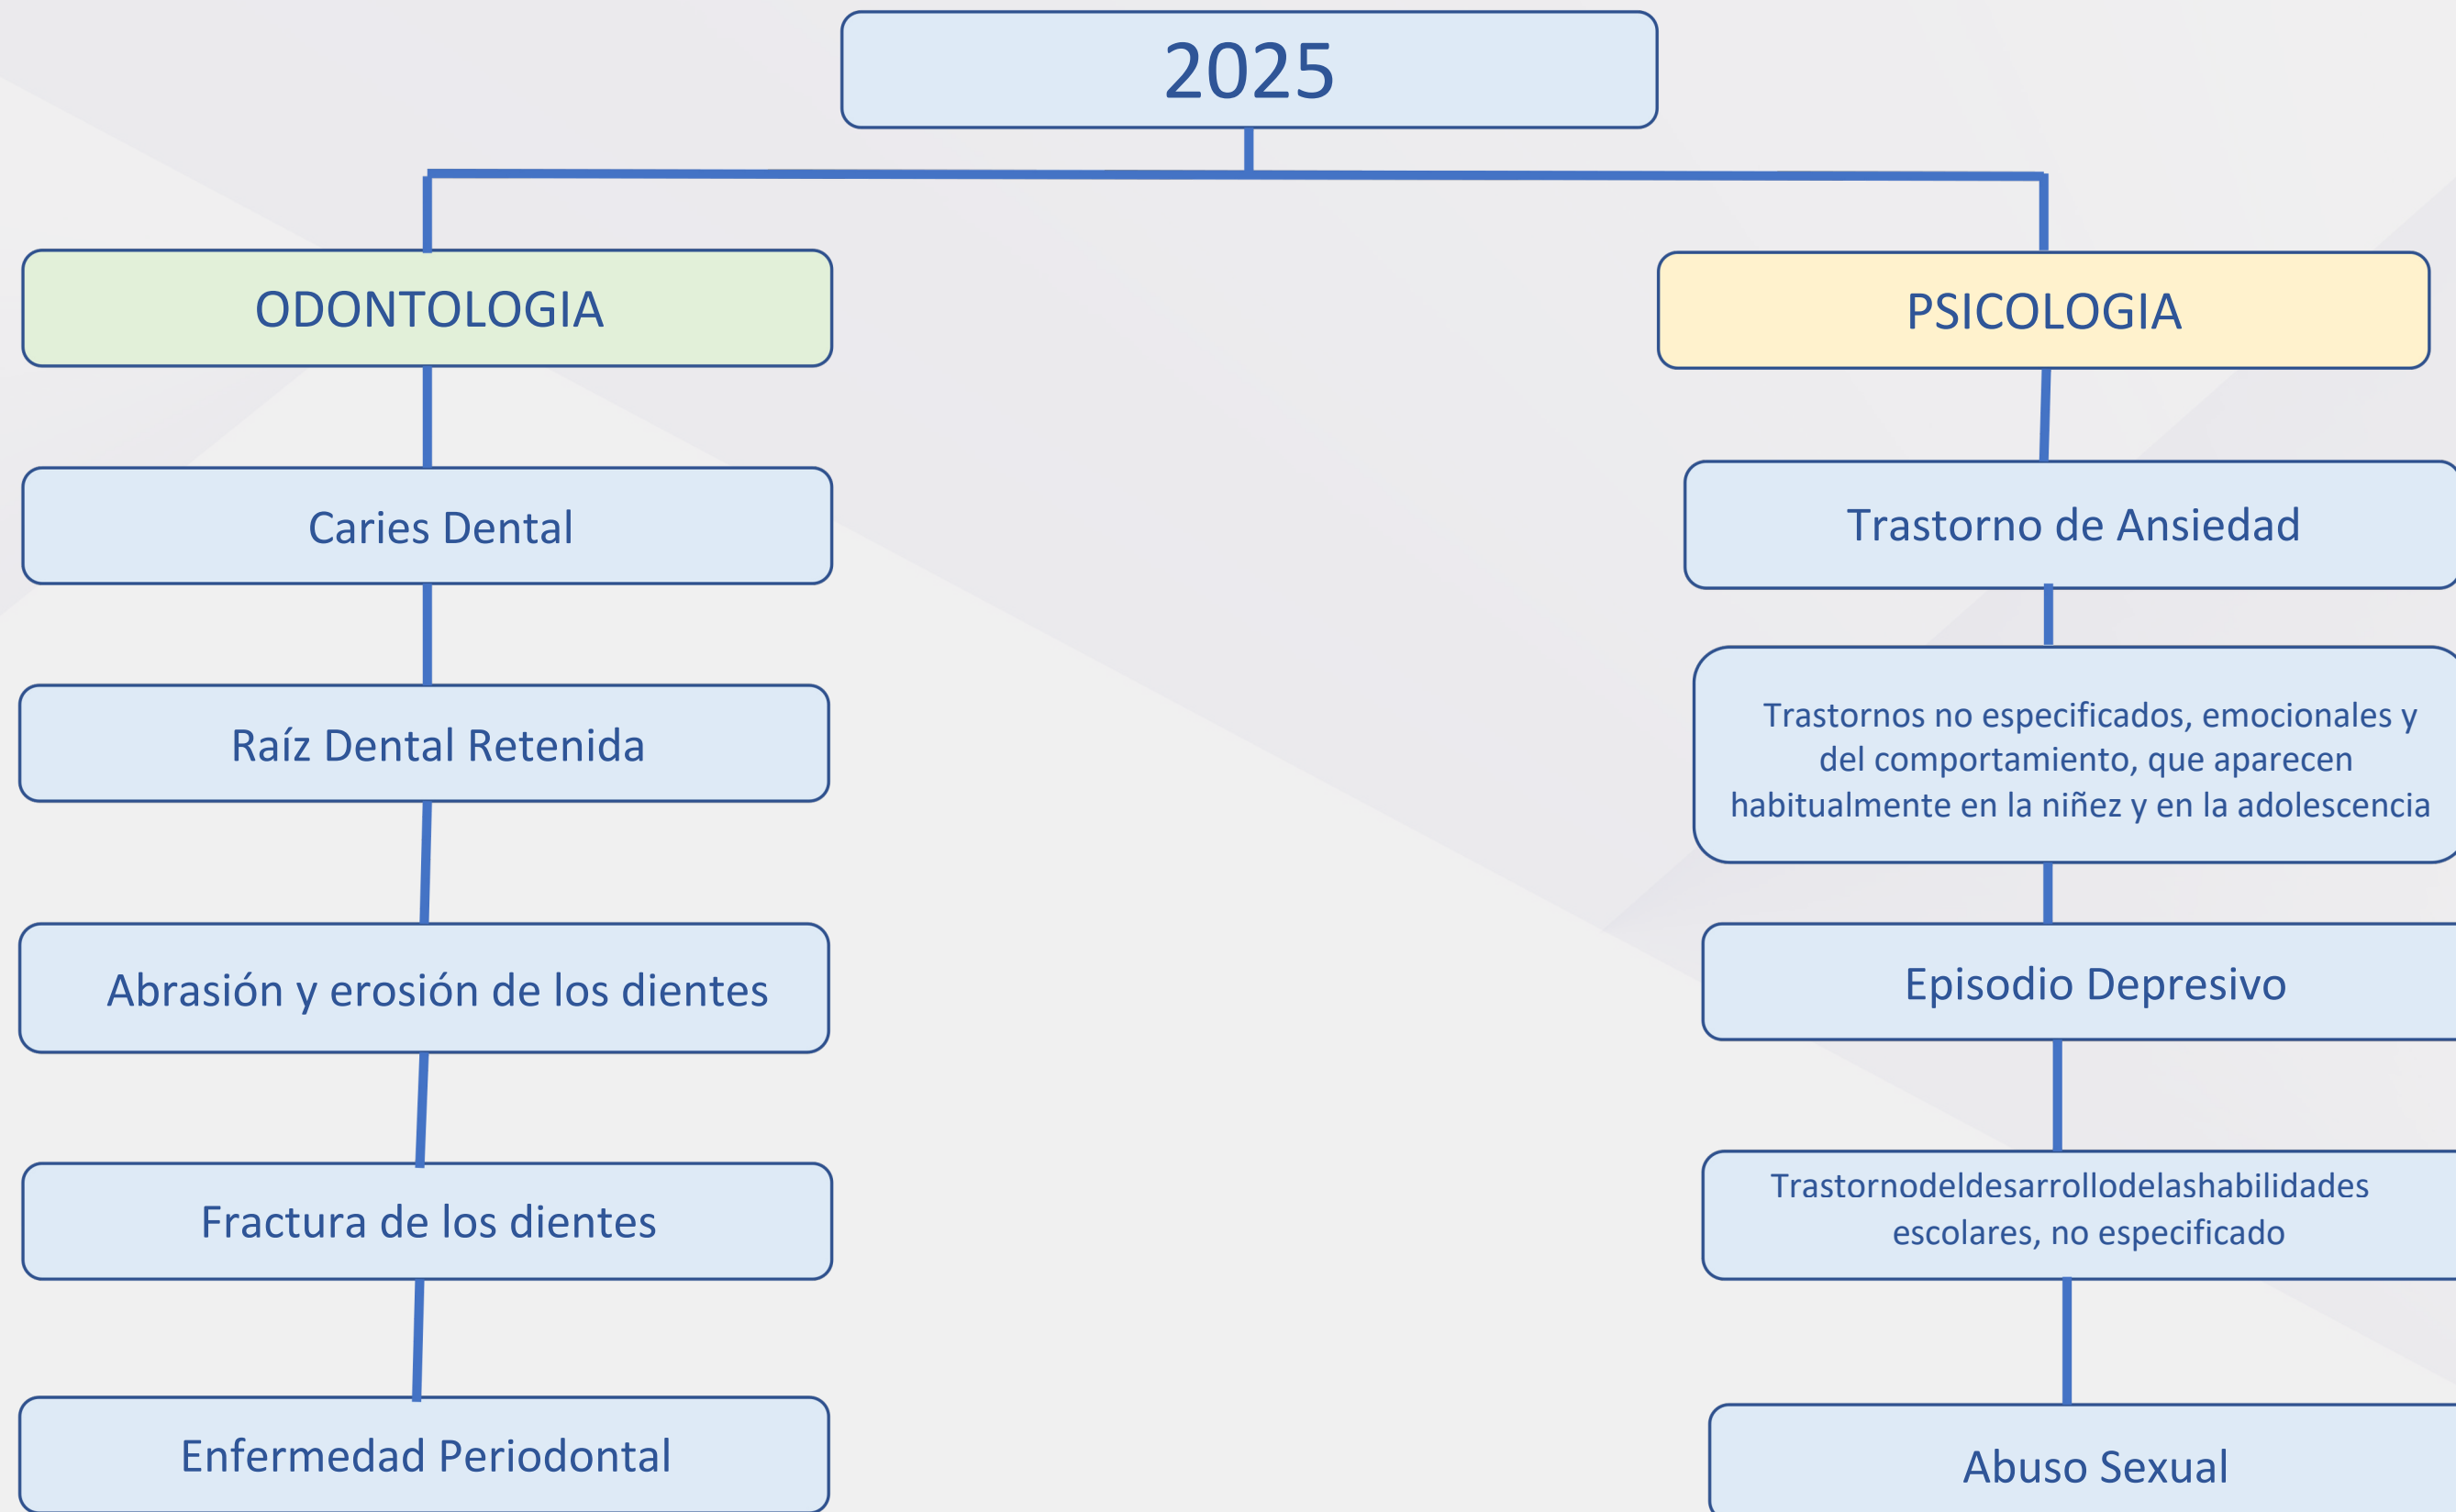 2025
ODONTOLOGIA
Caries Dental
Raíz Dental Retenida
Abrasión y erosión de los dientes
Fractura de los dientes
Enfermedad Periodontal
PSICOLOGIA
Trastorno de Ansiedad
Trastornos no especificados, emocionales y
del comportamiento, que aparecen
habitualmente en la niñez y en la adolescencia
Episodio Depresivo
Trastornodeldesarrollodelashabilidades
escolares, no especificado
Abuso Sexual